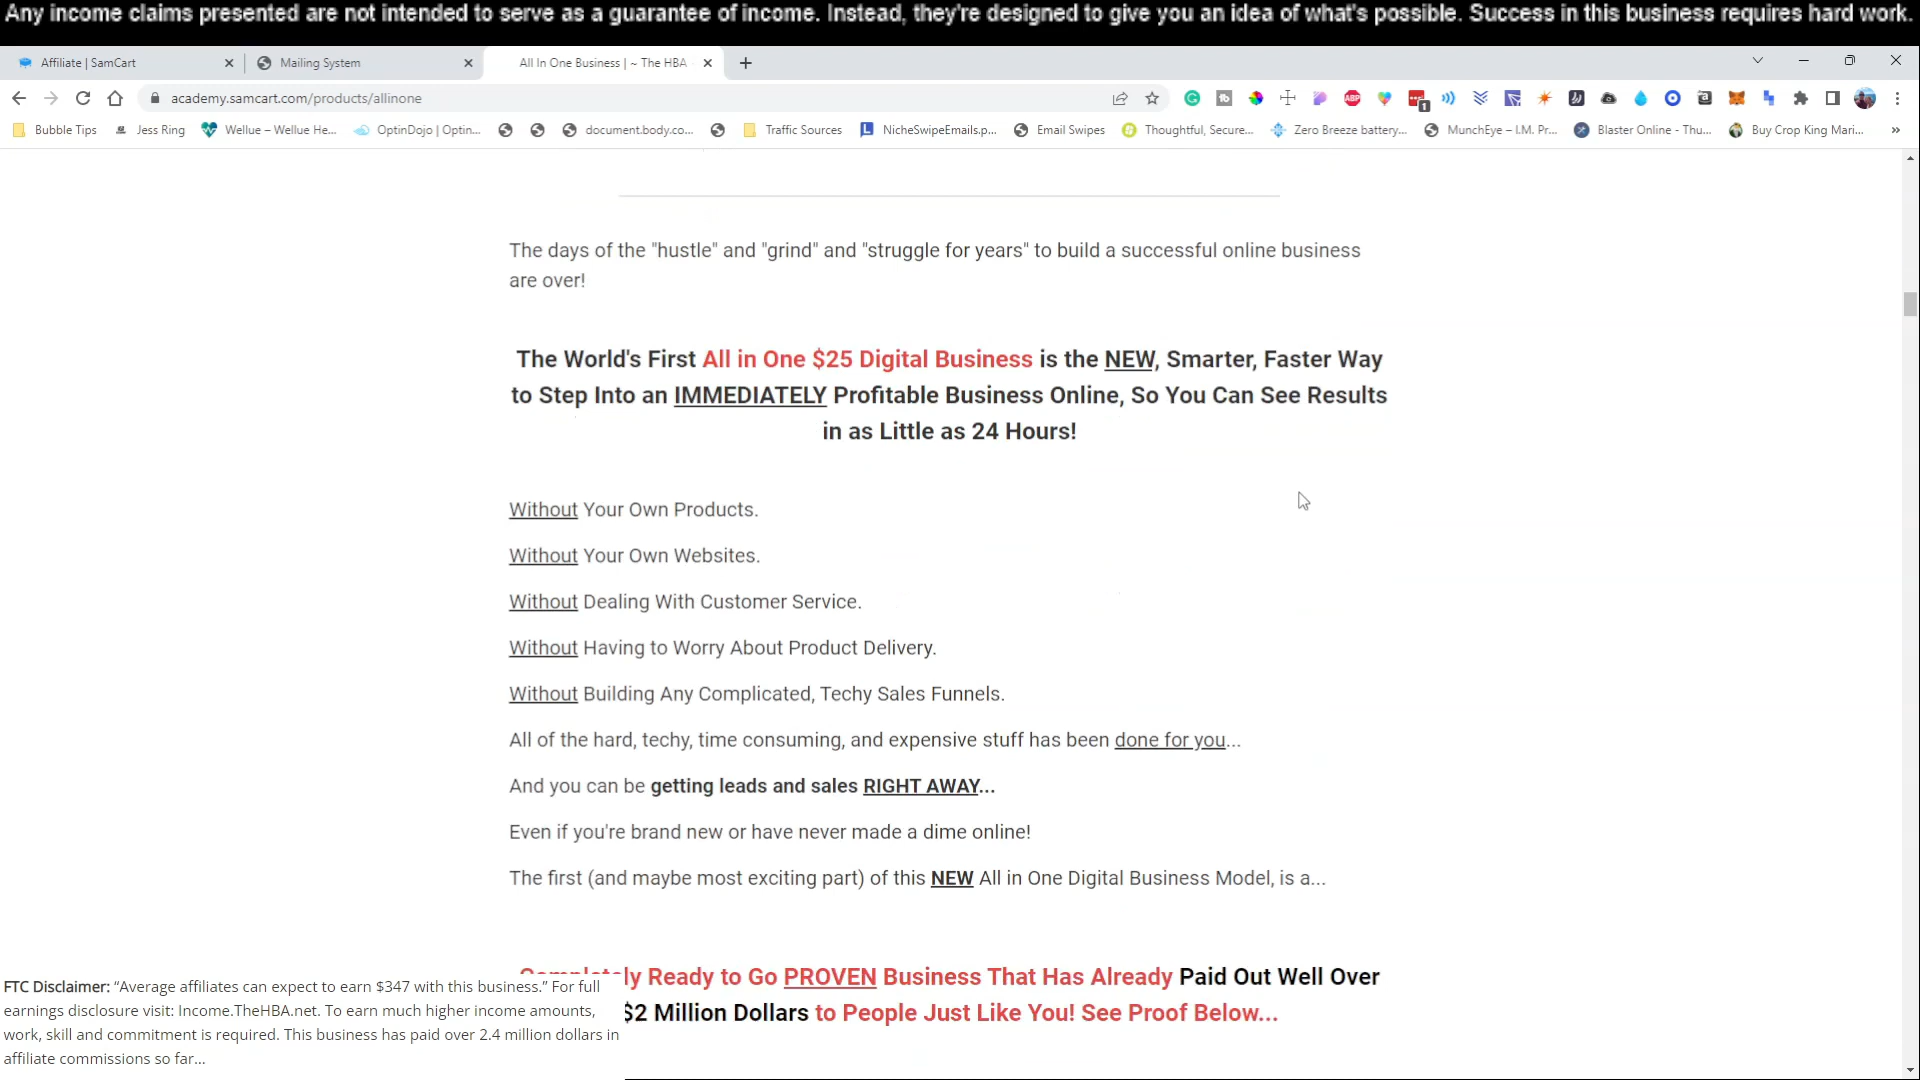 Any income claims presented are not intended to serve as a guarantee of income. Instead, they're designed to give you an idea of what's possible. Success in this business requires hard work.
Affiliate | SamCart
Mailing System
All In One Business | ~ The HBA
academy.samcart.com/products/allinone
Bubble Tips
Jess Ring
Wellue – Wellue He...
OptinDojo | Optin...
document.body.co...
Traffic Sources
NicheSwipeEmails.p...
Email Swipes
Thoughtful, Secure...
Zero Breeze battery...
MunchEye – I.M. Pr...
Blaster Online - Thu...
Buy Crop King Mari...
The days of the "hustle" and "grind" and "struggle for years" to build a successful online business
are over!
The World's First All in One $25 Digital Business is the NEW, Smarter, Faster Way
to Step Into an IMMEDIATELY Profitable Business Online, So You Can See Results
in as Little as 24 Hours!
Without Your Own Products.
Without Your Own Websites.
Without Dealing With Customer Service.
Without Having to Worry About Product Delivery.
Without Building Any Complicated, Techy Sales Funnels.
All of the hard, techy, time consuming, and expensive stuff has been done for you...
And you can be getting leads and sales RIGHT AWAY...
Even if you're brand new or have never made a dime online!
The first (and maybe most exciting part) of this NEW All in One Digital Business Model, is a...
Completely Ready to Go PROVEN Business That Has Already Paid Out Well Over
$2 Million Dollars to People Just Like You! See Proof Below...
FTC Disclaimer: “Average affiliates can expect to earn $347 with this business.” For full
earnings disclosure visit: Income.TheHBA.net. To earn much higher income amounts,
work, skill and commitment is required. This business has paid over 2.4 million dollars in
affiliate commissions so far...